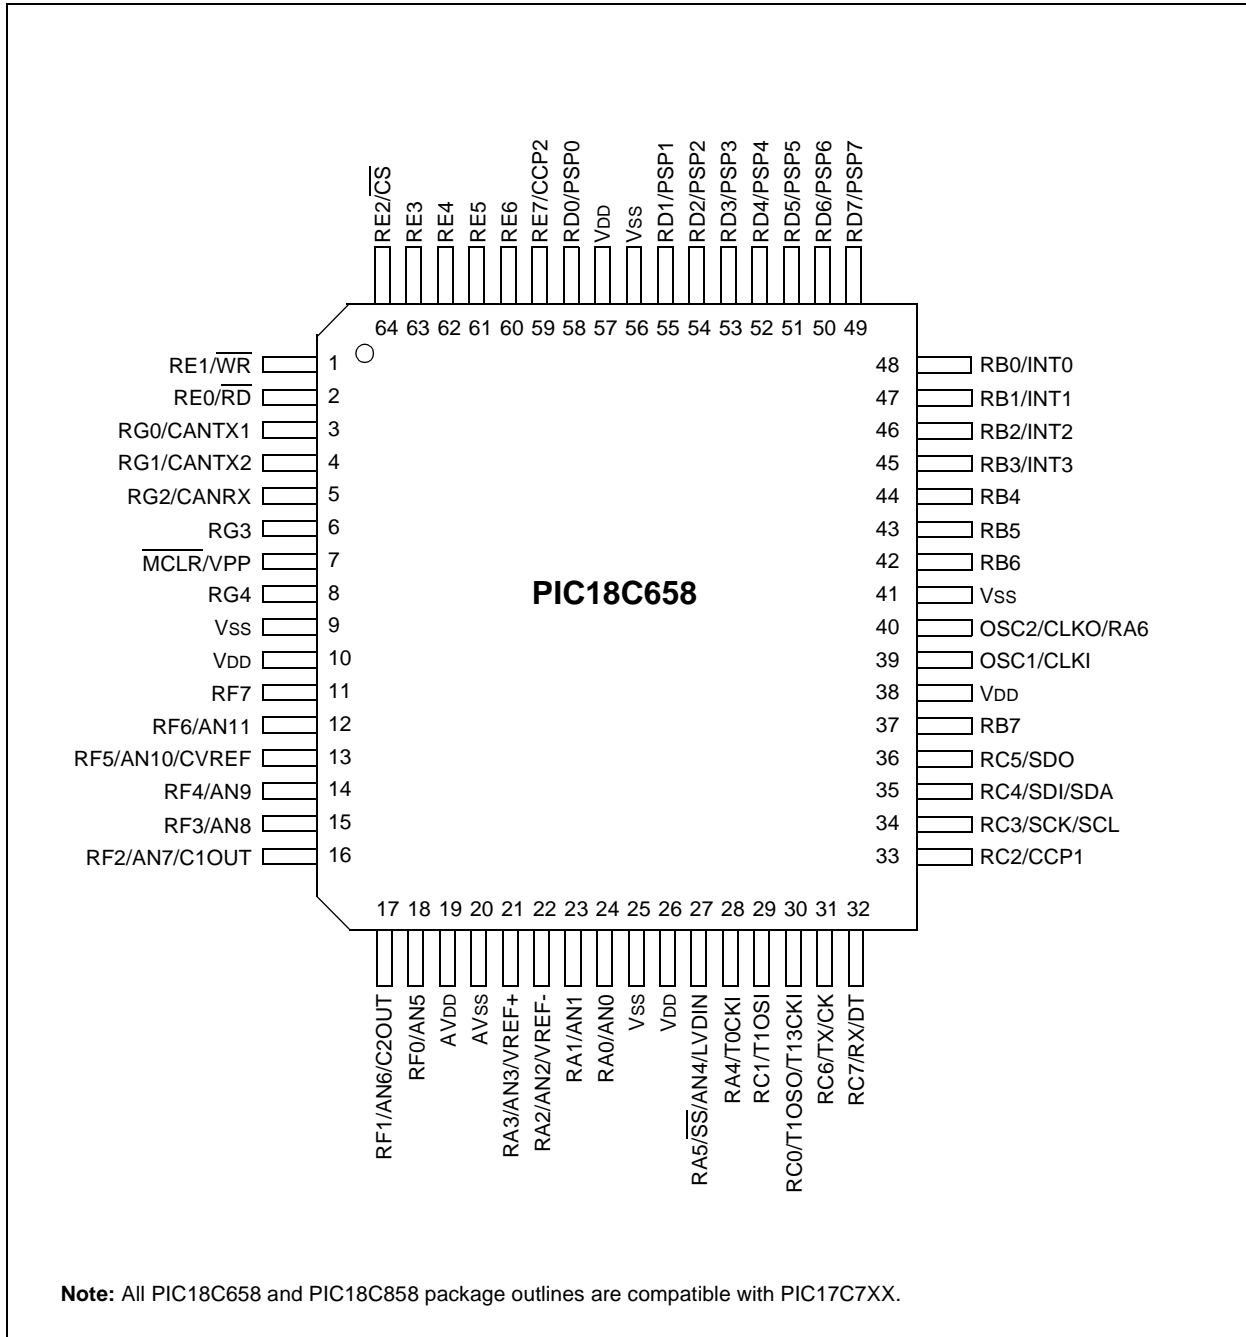 RE2/CS
RE3
RE4
RE5
RE6
RE7/CCP2
RD0/PSP0
VDD
VSS
RD1/PSP1
RD2/PSP2
RD3/PSP3
RD4/PSP4
RD5/PSP5
RD6/PSP6
RD7/PSP7
64 63 62 61 60 59 58 57 56 55 54 53 52 51 50 49
RE1/WR 1
RE0/RD 2
RG0/CANTX1 3
RG1/CANTX2 4
RG2/CANRX 5
RG3 6
MCLR/VPP 7
RG4 8
VSS 9
VDD 10
RF7 11
RF6/AN11 12
RF5/AN10/CVREF 13
RF4/AN9 14
RF3/AN8 15
RF2/AN7/C1OUT 16
PIC18C658
48 RB0/INT0
47 RB1/INT1
46 RB2/INT2
45 RB3/INT3
44 RB4
43 RB5
42 RB6
41 VSS
40 OSC2/CLKO/RA6
39 OSC1/CLKI
38 VDD
37 RB7
36 RC5/SDO
35 RC4/SDI/SDA
34 RC3/SCK/SCL
33 RC2/CCP1
17 18 19 20 21 22 23 24 25 26 27 28 29 30 31 32
RF1/AN6/C2OUT
RF0/AN5
AVDD
AVSS
RA3/AN3/VREF+
RA2/AN2/VREF-
RA1/AN1
RA0/AN0
VSS
VDD
RA5/SS/AN4/LVDIN
RA4/T0CKI
RC1/T1OSI
RC0/T1OSO/T13CKI
RC6/TX/CK
RC7/RX/DT
Note: All PIC18C658 and PIC18C858 package outlines are compatible with PIC17C7XX.